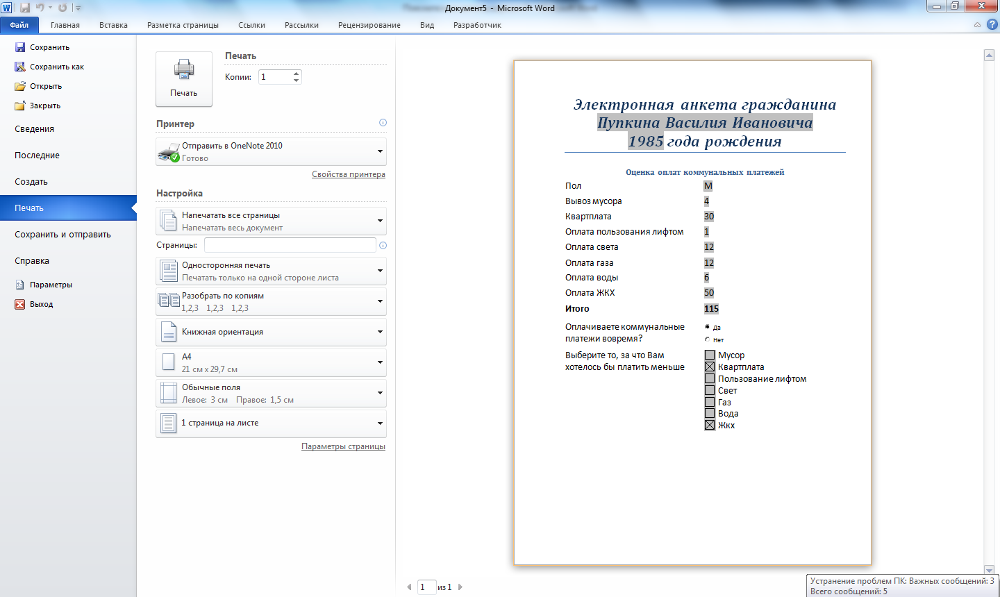 Документ5 - Microsoft Word
Файл Главная Вставка Разметка страницы Ссылки Рассылки Рецензирование Вид Разработчик
Сохранить
Сохранить как
Открыть
Закрыть
Сведения
Последние
Создать
Печать
Сохранить и отправить
Справка
Параметры
Выход
Печать
Печать
Копии: 1
Принтер
Отправить в OneNote 2010
Готово
Свойства принтера
Настройка
Напечатать все страницы
Напечатать весь документ
Страницы:
Односторонняя печать
Печатать только на одной стороне листа
Разобрать по копиям
1,2,3 1,2,3 1,2,3
Книжная ориентация
A4
21 см x 29,7 см
Обычные поля
Левое: 3 см Правое: 1,5 см
1 страница на листе
Параметры страницы
Электронная анкета гражданина
Пупкина Василия Ивановича
1985 года рождения
Оценка оплат коммунальных платежей
Пол М
Вывоз мусора 4
Квартплата 30
Оплата пользования лифтом 1
Оплата света 12
Оплата газа 12
Оплата воды 6
Оплата ЖКХ 50
Итого 115
Оплачиваете коммунальные
платежи вовремя?
Да
Нет
Выберите то, за что Вам
хотелось бы платить меньше
Мусор
Квартплата
Пользование лифтом
Свет
Газ
Вода
Жкх
1 из 1
Устранение проблем ПК: Важных сообщений: 3
Всего сообщений: 5